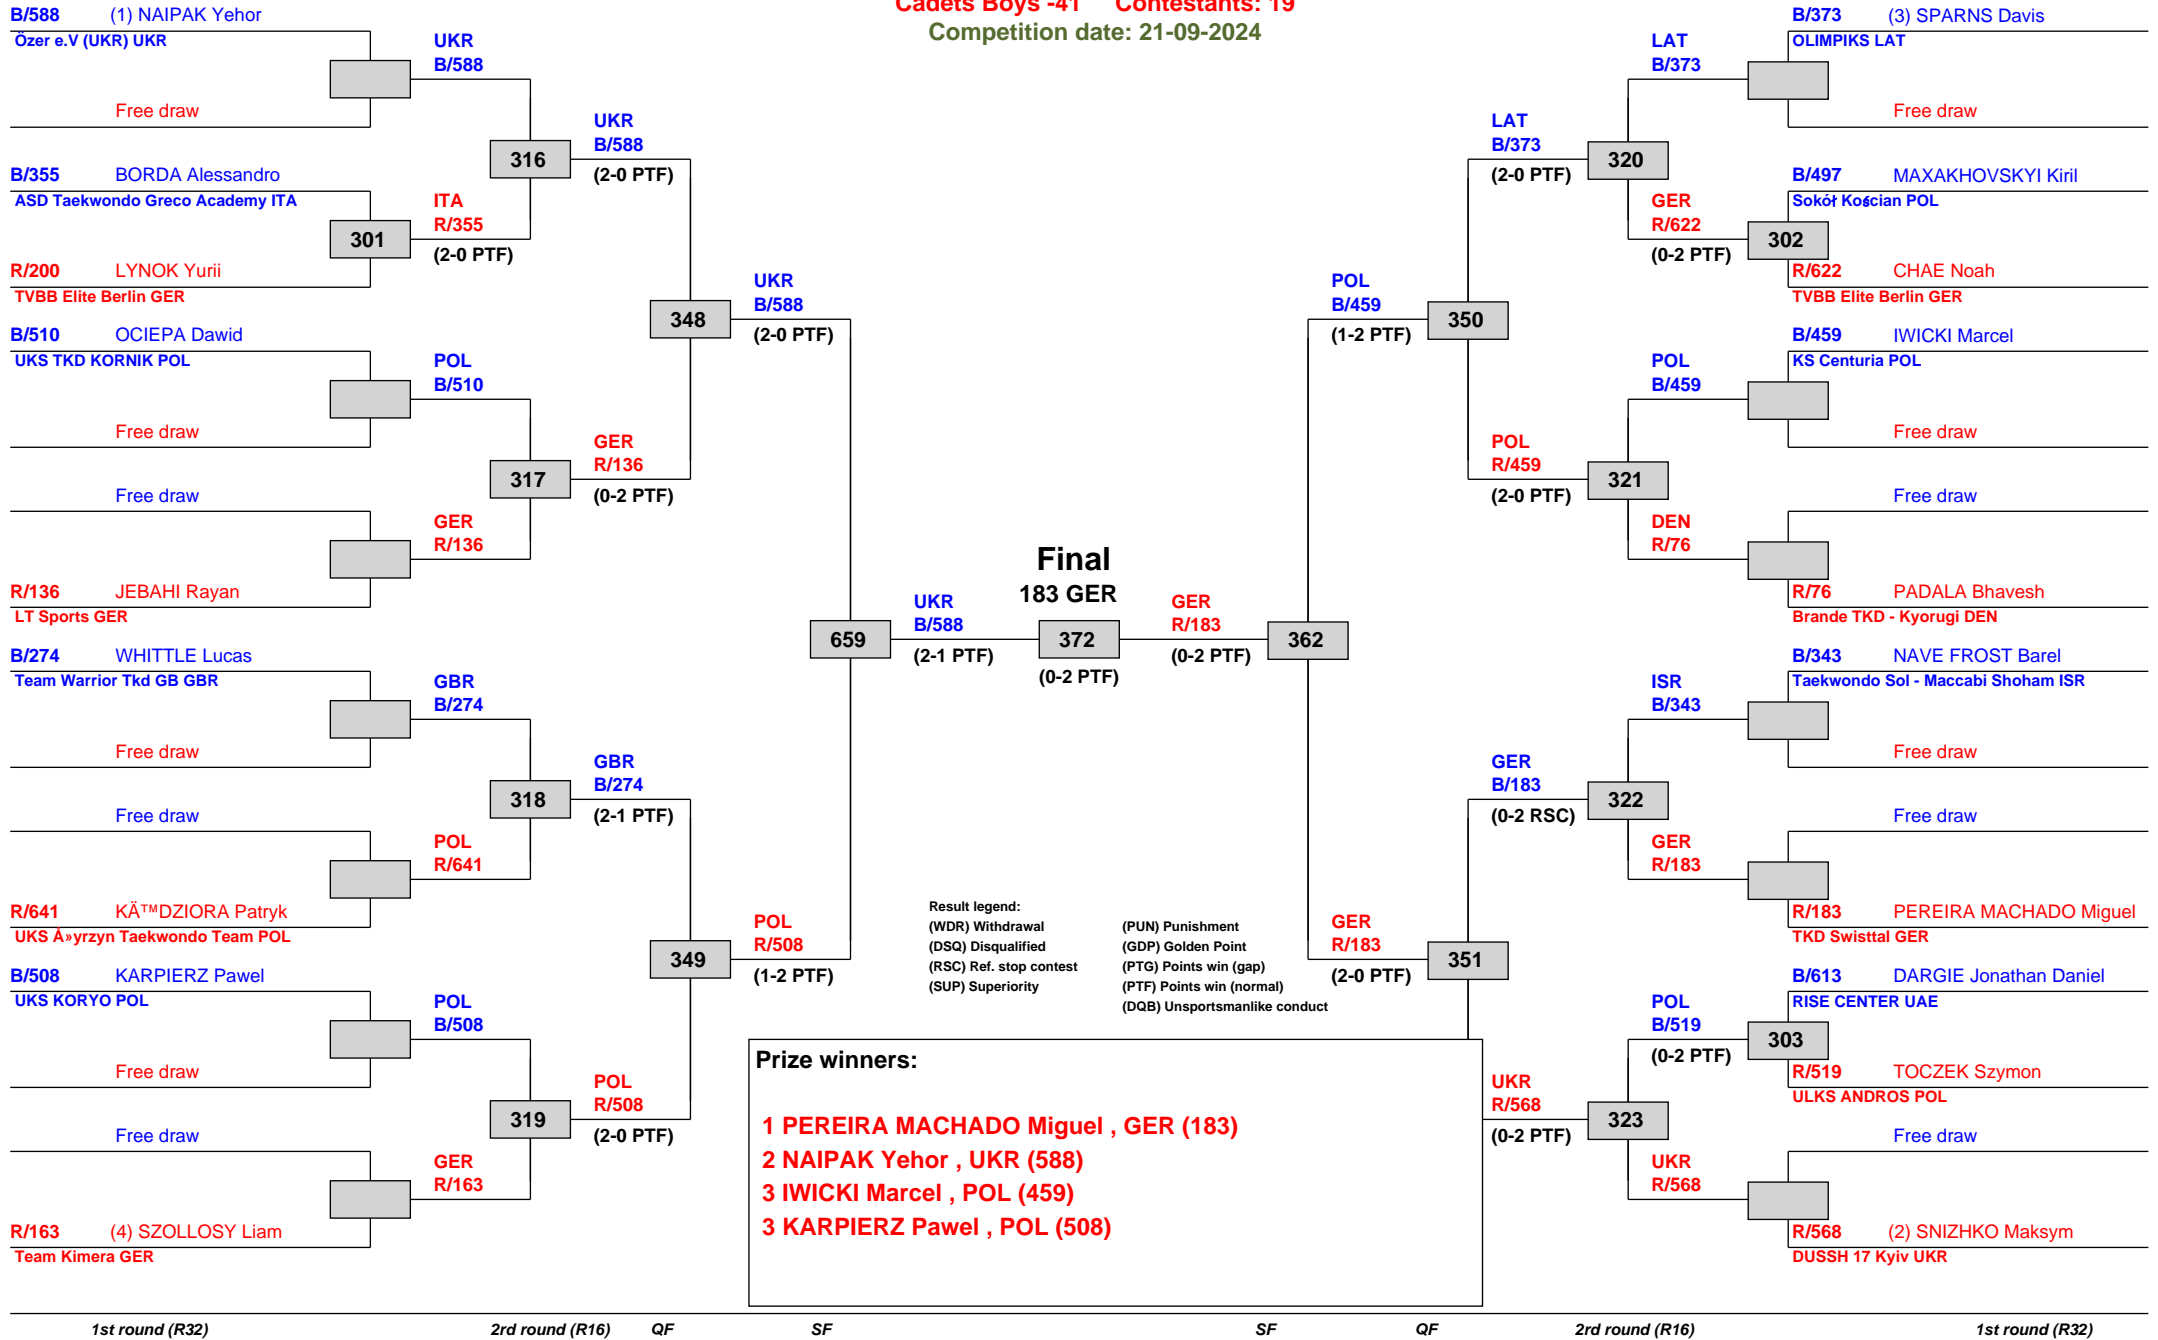 Cadets Boys -41 Contestants: 19
Competition date: 21-09-2024
B/588 (1) NAIPAK Yehor
Özer e.V (UKR) UKR
Free draw
B/355 BORDA Alessandro
ASD Taekwondo Greco Academy ITA
R/200 LYNOK Yurii
TVBB Elite Berlin GER
B/510 OCIEPA Dawid
UKS TKD KORNIK POL
Free draw
Free draw
R/136 JEBAHI Rayan
LT Sports GER
B/274 WHITTLE Lucas
Team Warrior Tkd GB GBR
Free draw
Free draw
R/641 KÄ™DZIORA Patryk
UKS Å»yrzyn Taekwondo Team POL
B/508 KARPIERZ Pawel
UKS KORYO POL
Free draw
Free draw
R/163 (4) SZOLLOSY Liam
Team Kimera GER
UKR
B/588
301
ITA
R/355
(2-0 PTF)
POL
B/510
GER
R/136
GBR
B/274
POL
R/641
POL
B/508
GER
R/163
316
UKR
B/588
(2-0 PTF)
317
GER
R/136
(0-2 PTF)
318
GBR
B/274
(2-1 PTF)
319
POL
R/508
(2-0 PTF)
348
UKR
B/588
(2-0 PTF)
349
POL
R/508
(1-2 PTF)
659
UKR
B/588
(2-1 PTF)
Final
183 GER
372
(0-2 PTF)
GER
R/183
(0-2 PTF)
362
POL
B/459
(1-2 PTF)
350
GER
R/183
(2-0 PTF)
351
LAT
B/373
(2-0 PTF)
320
POL
R/459
(2-0 PTF)
321
GER
B/183
(0-2 RSC)
322
UKR
R/568
(0-2 PTF)
323
LAT
B/373
GER
R/622
(0-2 PTF)
302
POL
B/459
DEN
R/76
ISR
B/343
GER
R/183
POL
B/519
(0-2 PTF)
303
UKR
R/568
B/373 (3) SPARNS Davis
OLIMPIKS LAT
Free draw
B/497 MAXAKHOVSKYI Kiril
Sokół Kościan POL
R/622 CHAE Noah
TVBB Elite Berlin GER
B/459 IWICKI Marcel
KS Centuria POL
Free draw
Free draw
R/76 PADALA Bhavesh
Brande TKD - Kyorugi DEN
B/343 NAVE FROST Barel
Taekwondo Sol - Maccabi Shoham ISR
Free draw
Free draw
R/183 PEREIRA MACHADO Miguel
TKD Swisttal GER
B/613 DARGIE Jonathan Daniel
RISE CENTER UAE
R/519 TOCZEK Szymon
ULKS ANDROS POL
Free draw
R/568 (2) SNIZHKO Maksym
DUSSH 17 Kyiv UKR
Result legend:
(WDR) Withdrawal (PUN) Punishment
(DSQ) Disqualified (GDP) Golden Point
(RSC) Ref. stop contest (PTG) Points win (gap)
(SUP) Superiority (PTF) Points win (normal)
(DQB) Unsportsmanlike conduct
Prize winners:
1 PEREIRA MACHADO Miguel , GER (183)
2 NAIPAK Yehor , UKR (588)
3 IWICKI Marcel , POL (459)
3 KARPIERZ Pawel , POL (508)
1st round (R32) 2rd round (R16) QF SF SF QF 2rd round (R16) 1st round (R32)